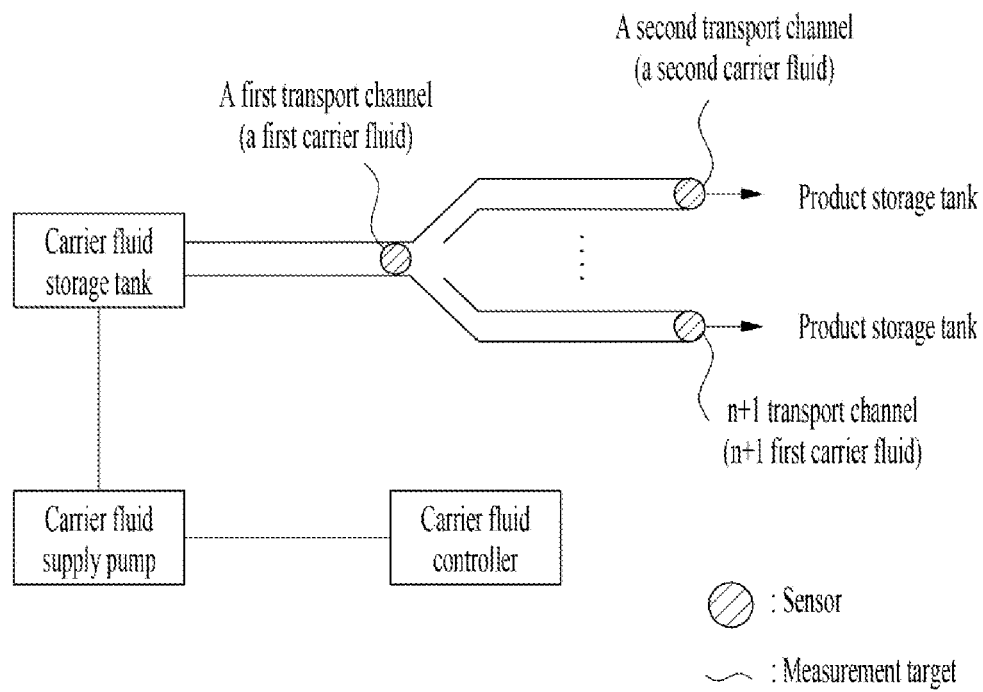 A second transport channel
(a second carrier fluid)
A first transport channel
(a first carrier fluid)
Product storage tank
Carrier fluid
storage tank
Product storage tank
n+1 transport channel
(n+1 first carrier fluid)
Carrier fluid
supply pump
Carrier fluid
controller
: Sensor
: Measurement target